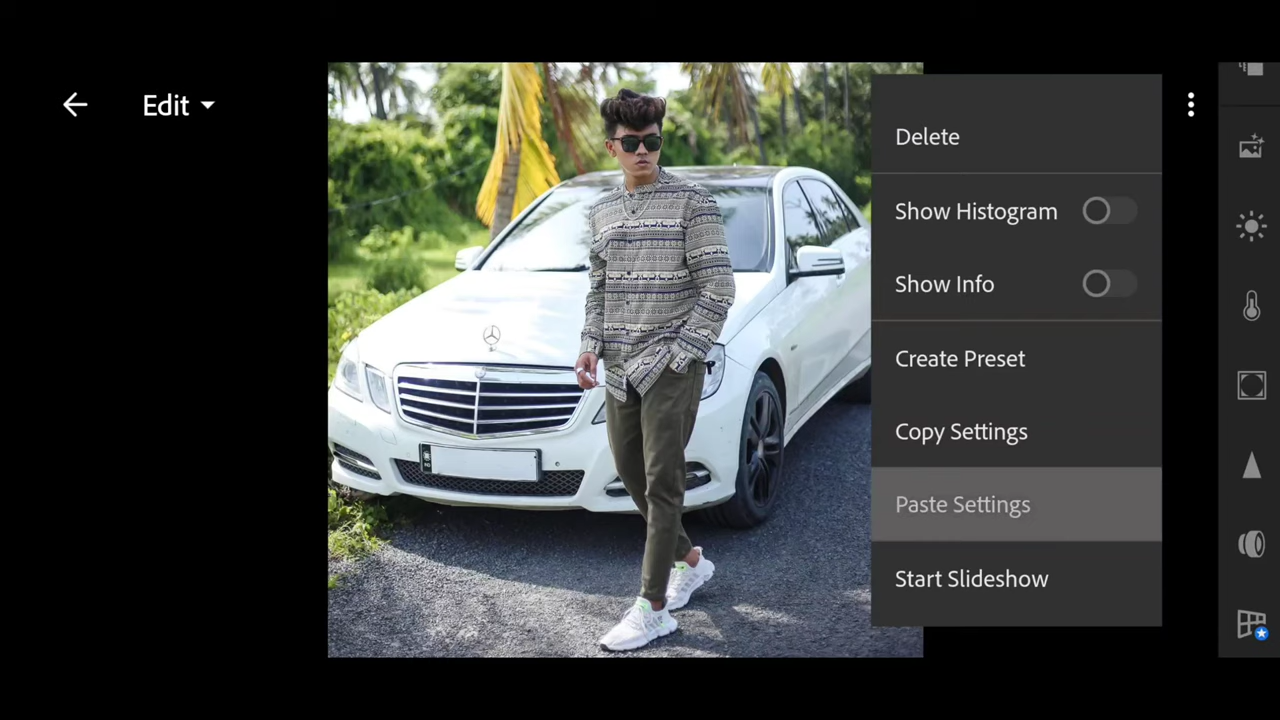 Edit
Delete
Show Histogram
Show Info
Create Preset
Copy Settings
Paste Settings
Start Slideshow